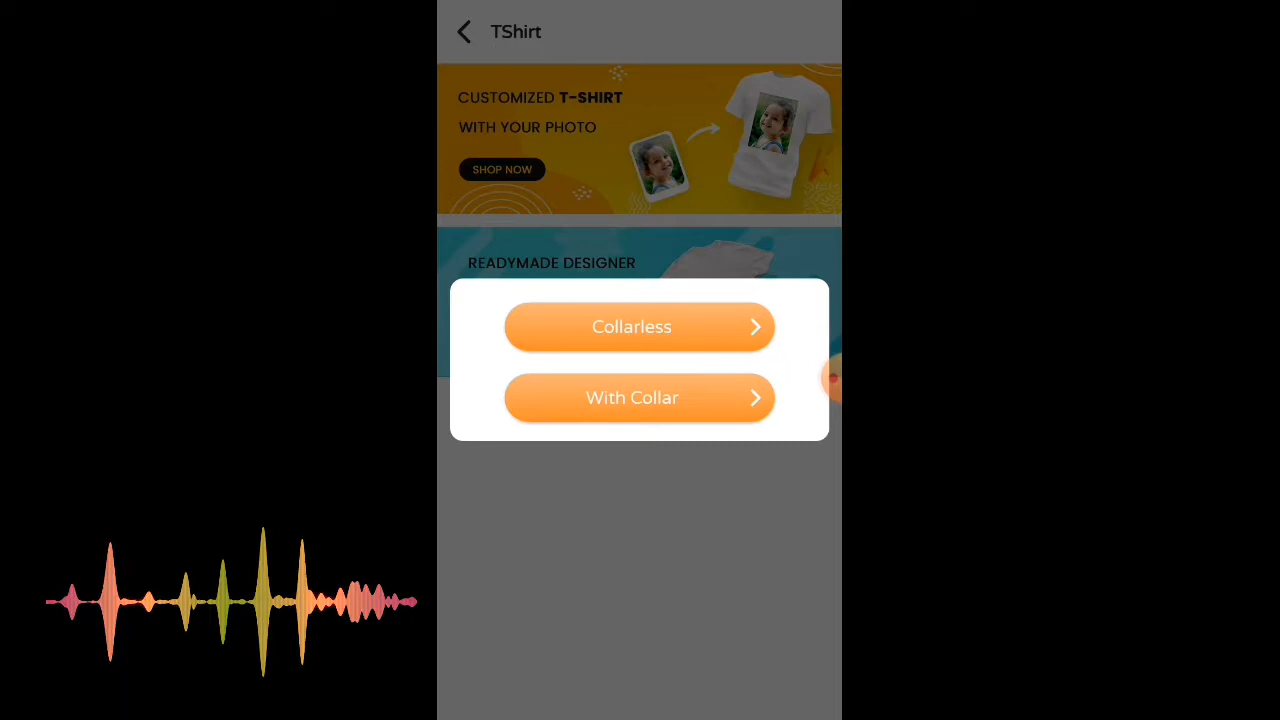 TShirt
CUSTOMIZED T-SHIRT
WITH YOUR PHOTO
SHOP NOW
READYMADE DESIGNER
Collarless
With Collar